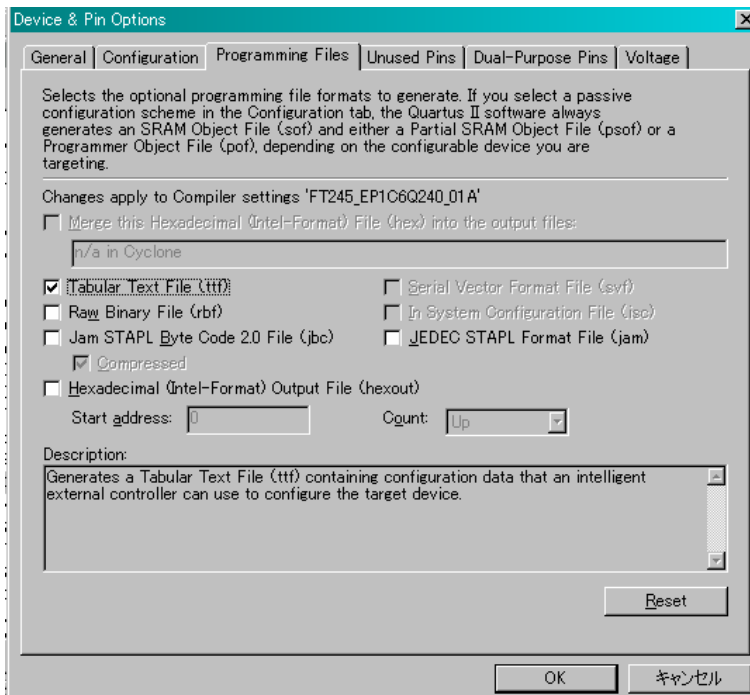 Device & Pin Options
General Configuration Programming Files Unused Pins Dual-Purpose Pins Voltage
Selects the optional programming file formats to generate. If you select a passive
configuration scheme in the Configuration tab, the Quartus II software always
generates an SRAM Object File (sof) and either a Partial SRAM Object File (psof) or a
Programmer Object File (pof), depending on the configurable device you are
targeting.
Changes apply to Compiler settings 'FT245_EP1C6Q240_01A'
Merge this Hexadecimal (Intel-Format) File (hex) into the output files:
n/a in Cyclone
Tabular Text File (ttf)
Serial Vector Format File (svf)
Raw Binary File (rbf)
In System Configuration File (isc)
Jam STAPL Byte Code 2.0 File (jbc)
JEDEC STAPL Format File (jam)
Compressed
Hexadecimal (Intel-Format) Output File (hexout)
Start address: 0 Count: Up
Description:
Generates a Tabular Text File (ttf) containing configuration data that an intelligent
external controller can use to configure the target device.
Reset
OK キャンセル